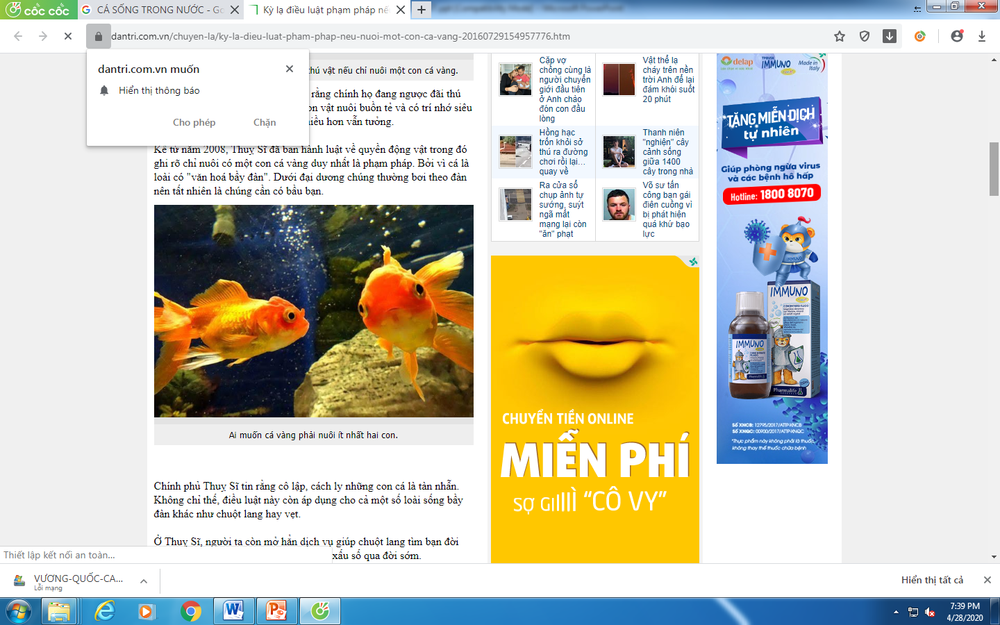 cốc cốc
CÁ SỐNG TRONG NƯỚC - Go
Kỳ lạ điều luật phạm pháp nế
dantri.com.vn/chuyen-la/ky-la-dieu-luat-pham-phap-neu-nuoi-mot-con-ca-vang-20160729154957776.htm
dantri.com.vn muốn
Hiển thị thông báo
Cho phép
Chặn
thú vật nếu chỉ nuôi một con cá vàng.
rằng chính họ đang ngược đãi thú
on vật nuôi buồn tẻ và có trí nhớ siêu
iều hơn vẫn tưởng.
Kể từ năm 2008, Thuỵ Sĩ đã ban hành luật về quyền động vật trong đó
ghi rõ chỉ nuôi có một con cá vàng duy nhất là phạm pháp. Bởi vì cá là
loài có "văn hoá bầy đàn". Dưới đại dương chúng thường bơi theo đàn
nên tất nhiên là chúng cần có bầu bạn.
Ai muốn cá vàng phải nuôi ít nhất hai con.
Chính phủ Thuỵ Sĩ tin rằng cô lập, cách ly những con cá là tàn nhẫn.
Không chỉ thế, điều luật này còn áp dụng cho cả một số loài sống bầy
đàn khác như chuột lang hay vẹt.
Ở Thuỵ Sĩ, người ta còn mở hẳn dịch vụ giúp chuột lang tìm bạn đời
xấu số qua đời sớm.
Cặp vợ
chồng cùng là
người chuyển
giới đầu tiên
ở Anh chào
đón con đầu
lòng
Vật thể lạ
cháy trên nền
trời Anh để lại
đám khói suốt
20 phút
Hồng hạc
trốn khỏi sở
thú ra đường
chơi rồi lại...
quay về
Thanh niên
"nghiện" cây
cảnh sống
giữa 1400
cây trong nhà
Ra cửa sổ
chụp ảnh tự
sướng, suýt
ngã mất
mạng lại còn
"ăn" phạt
Võ sư tấn
công bạn gái
điên cuồng vì
bị phát hiện
quá khứ bạo
lực
CHUYỂN TIỀN ONLINE
MIỄN PHÍ
SỢ GIIIIÌ “CÔ VY”
delap
IMMUNO
Made in
Italy
TĂNG MIỄN DỊCH
tự nhiên
Giúp phòng ngừa virus
và các bệnh hô hấp
Hotline: 1800 8070
IMMUNO
IMMUNO
CONCENTRATO FLUIDO
IMMUNO
Pharmalife
Pharmalife
Số XNCB: 12795/2017/ATTP-XNCB
Số XNQC: 00900/2017/ATTP-XNQC
*Thực phẩm này không phải là thuốc,
không thay thế thuốc chữa bệnh
Thiết lập kết nối an toàn...
VƯƠNG-QUỐC-CA....
Lỗi mạng
Hiển thị tất cả
7:39 PM
4/28/2020